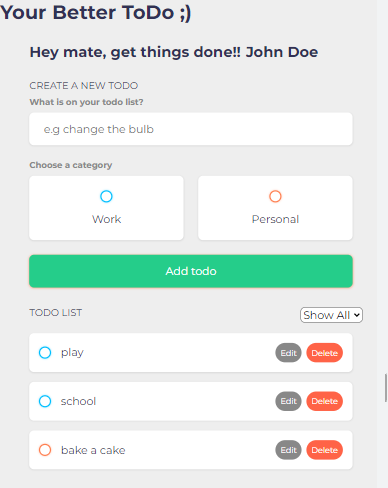 Your Better ToDo ;)
Hey mate, get things done!! John Doe
CREATE A NEW TODO
What is on your todo list?
e.g change the bulb
Choose a category
Work
Personal
Add todo
TODO LIST
Show All
play
Edit
Delete
school
Edit
Delete
bake a cake
Edit
Delete